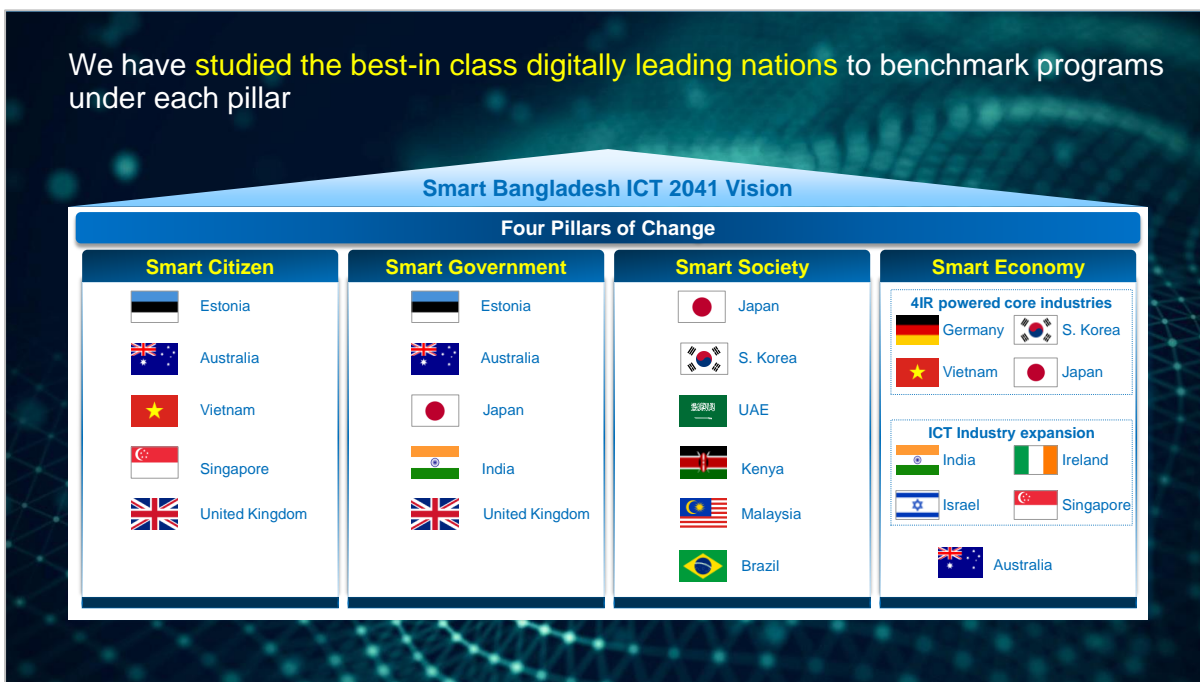 We have studied the best-in class digitally leading nations to benchmark programs
under each pillar
Smart Bangladesh ICT 2041 Vision
Four Pillars of Change
Smart Citizen
Estonia
Australia
Vietnam
Singapore
United Kingdom
Smart Government
Estonia
Australia
Japan
India
United Kingdom
Smart Society
Japan
S. Korea
UAE
Kenya
Malaysia
Brazil
Smart Economy
4IR powered core industries
Germany
S. Korea
Vietnam
Japan
ICT Industry expansion
India
Ireland
Israel
Singapore
Australia